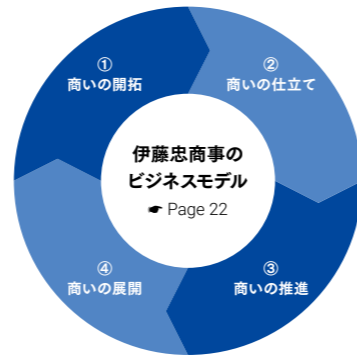 ①
商いの開拓
②
商いの仕立て
伊藤忠商事の
ビジネスモデル
☛ Page 22
④
商いの展開
③
商いの推進